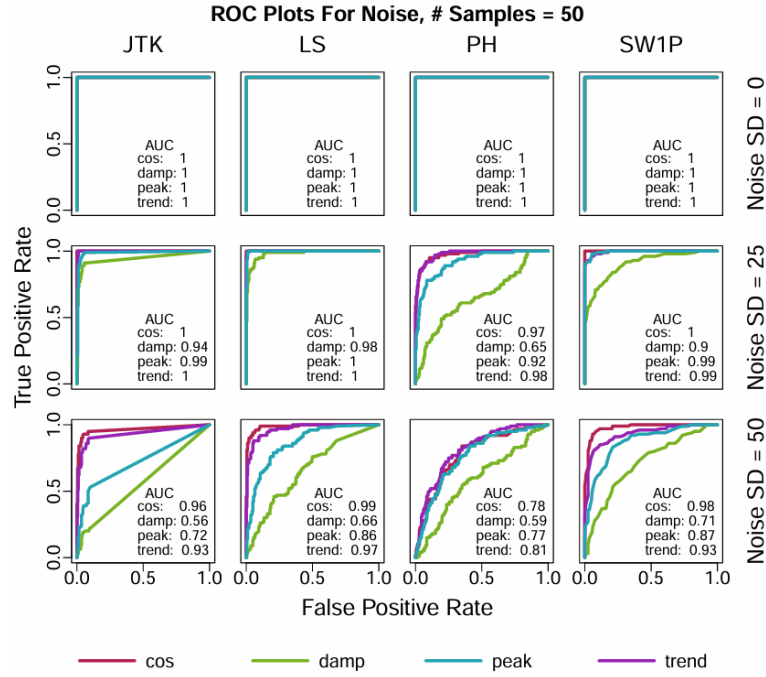 ROC Plots For Noise, # Samples = 50
JTK LS PH SW1P
True Positive Rate
1.0
0.5
0.0
AUC AUC AUC AUC
cos: 1 cos: 1 cos: 1 cos: 1
damp: 1 damp: 1 damp: 1 damp: 1
peak: 1 peak: 1 peak: 1 peak: 1
trend: 1 trend: 1 trend: 1 trend: 1
Noise SD = 0
1.0
0.5
0.0
AUC AUC AUC AUC
cos: 1 cos: 1 cos: 0.97 cos: 1
damp: 0.94 damp: 0.98 damp: 0.65 damp: 0.9
peak: 0.99 peak: 1 peak: 0.92 peak: 0.99
trend: 1 trend: 1 trend: 0.98 trend: 0.99
Noise SD = 25
1.0
0.5
0.0
AUC AUC AUC AUC
cos: 0.96 cos: 0.99 cos: 0.78 cos: 0.98
damp: 0.56 damp: 0.66 damp: 0.59 damp: 0.71
peak: 0.72 peak: 0.86 peak: 0.77 peak: 0.87
trend: 0.93 trend: 0.97 trend: 0.81 trend: 0.93
Noise SD = 50
0.0 0.5 1.0 0.0 0.5 1.0 0.0 0.5 1.0 0.0 0.5 1.0
False Positive Rate
cos damp peak trend